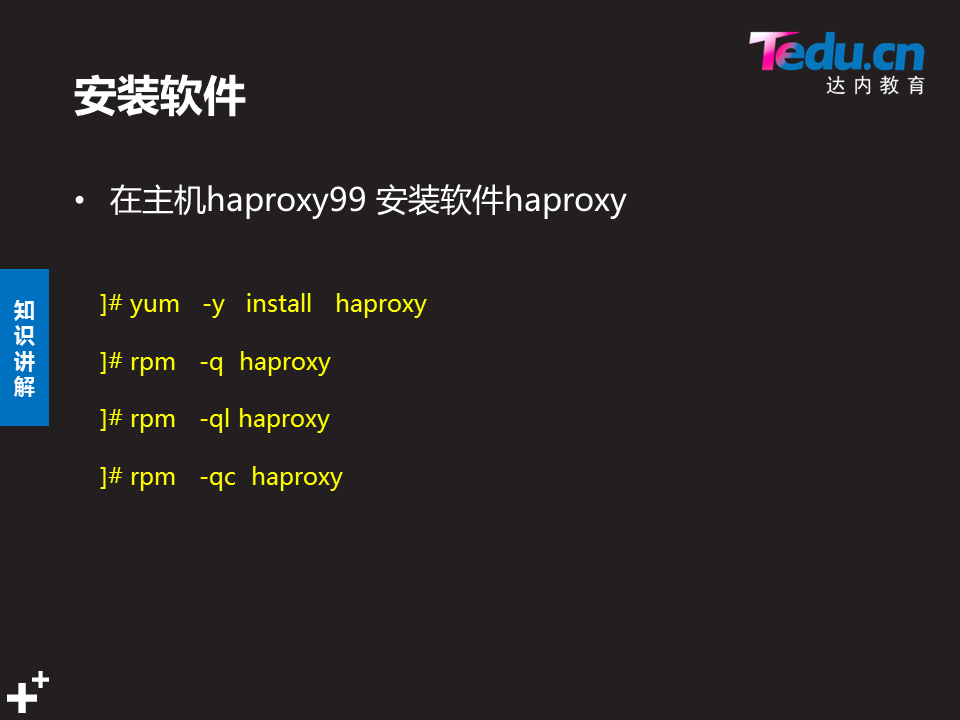 Tedu.cn
达内教育
安装软件
• 在主机haproxy99 安装软件haproxy
]# yum -y install haproxy
]# rpm -q haproxy
]# rpm -ql haproxy
]# rpm -qc haproxy
知
识
讲
解